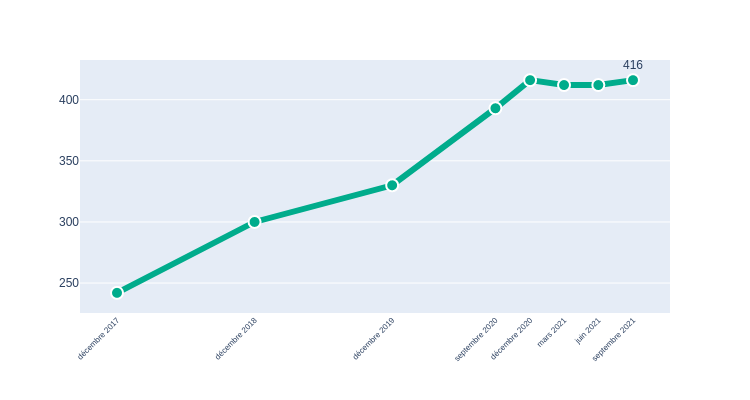 416
400
350
300
250
décembre 2017
décembre 2018
décembre 2019
septembre 2020
décembre 2020
mars 2021
juin 2021
septembre 2021